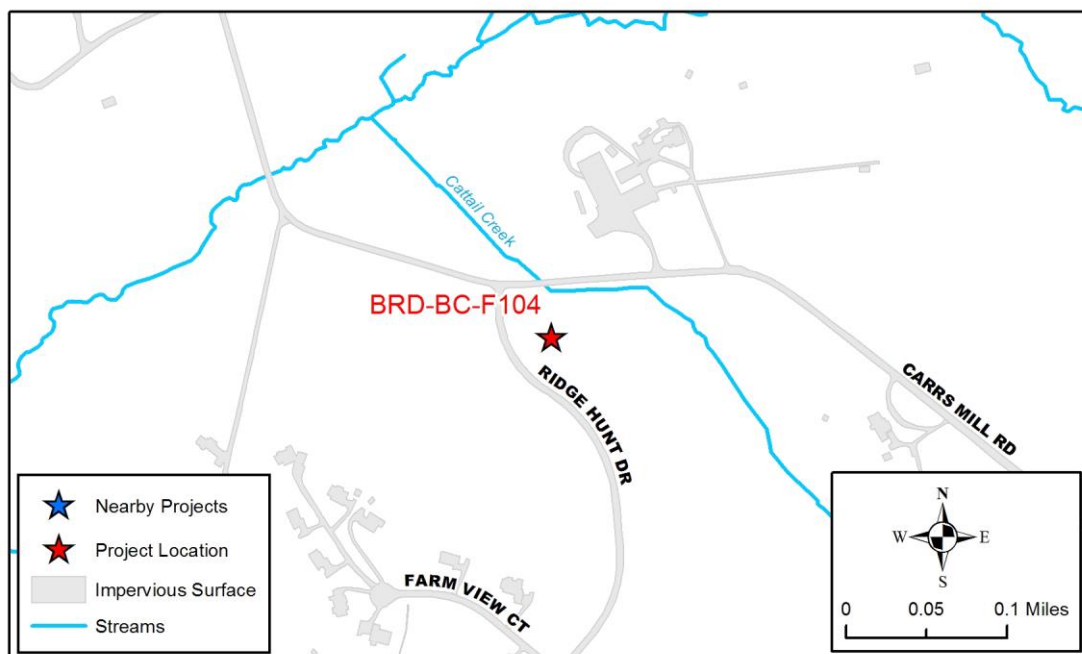 Cattail Creek
BRD-BC-F104
RIDGE HUNT DR
CARRS MILL RD
FARM VIEW CT
Nearby Projects
Project Location
Impervious Surface
Streams
N
W E
S
0 0.05 0.1 Miles